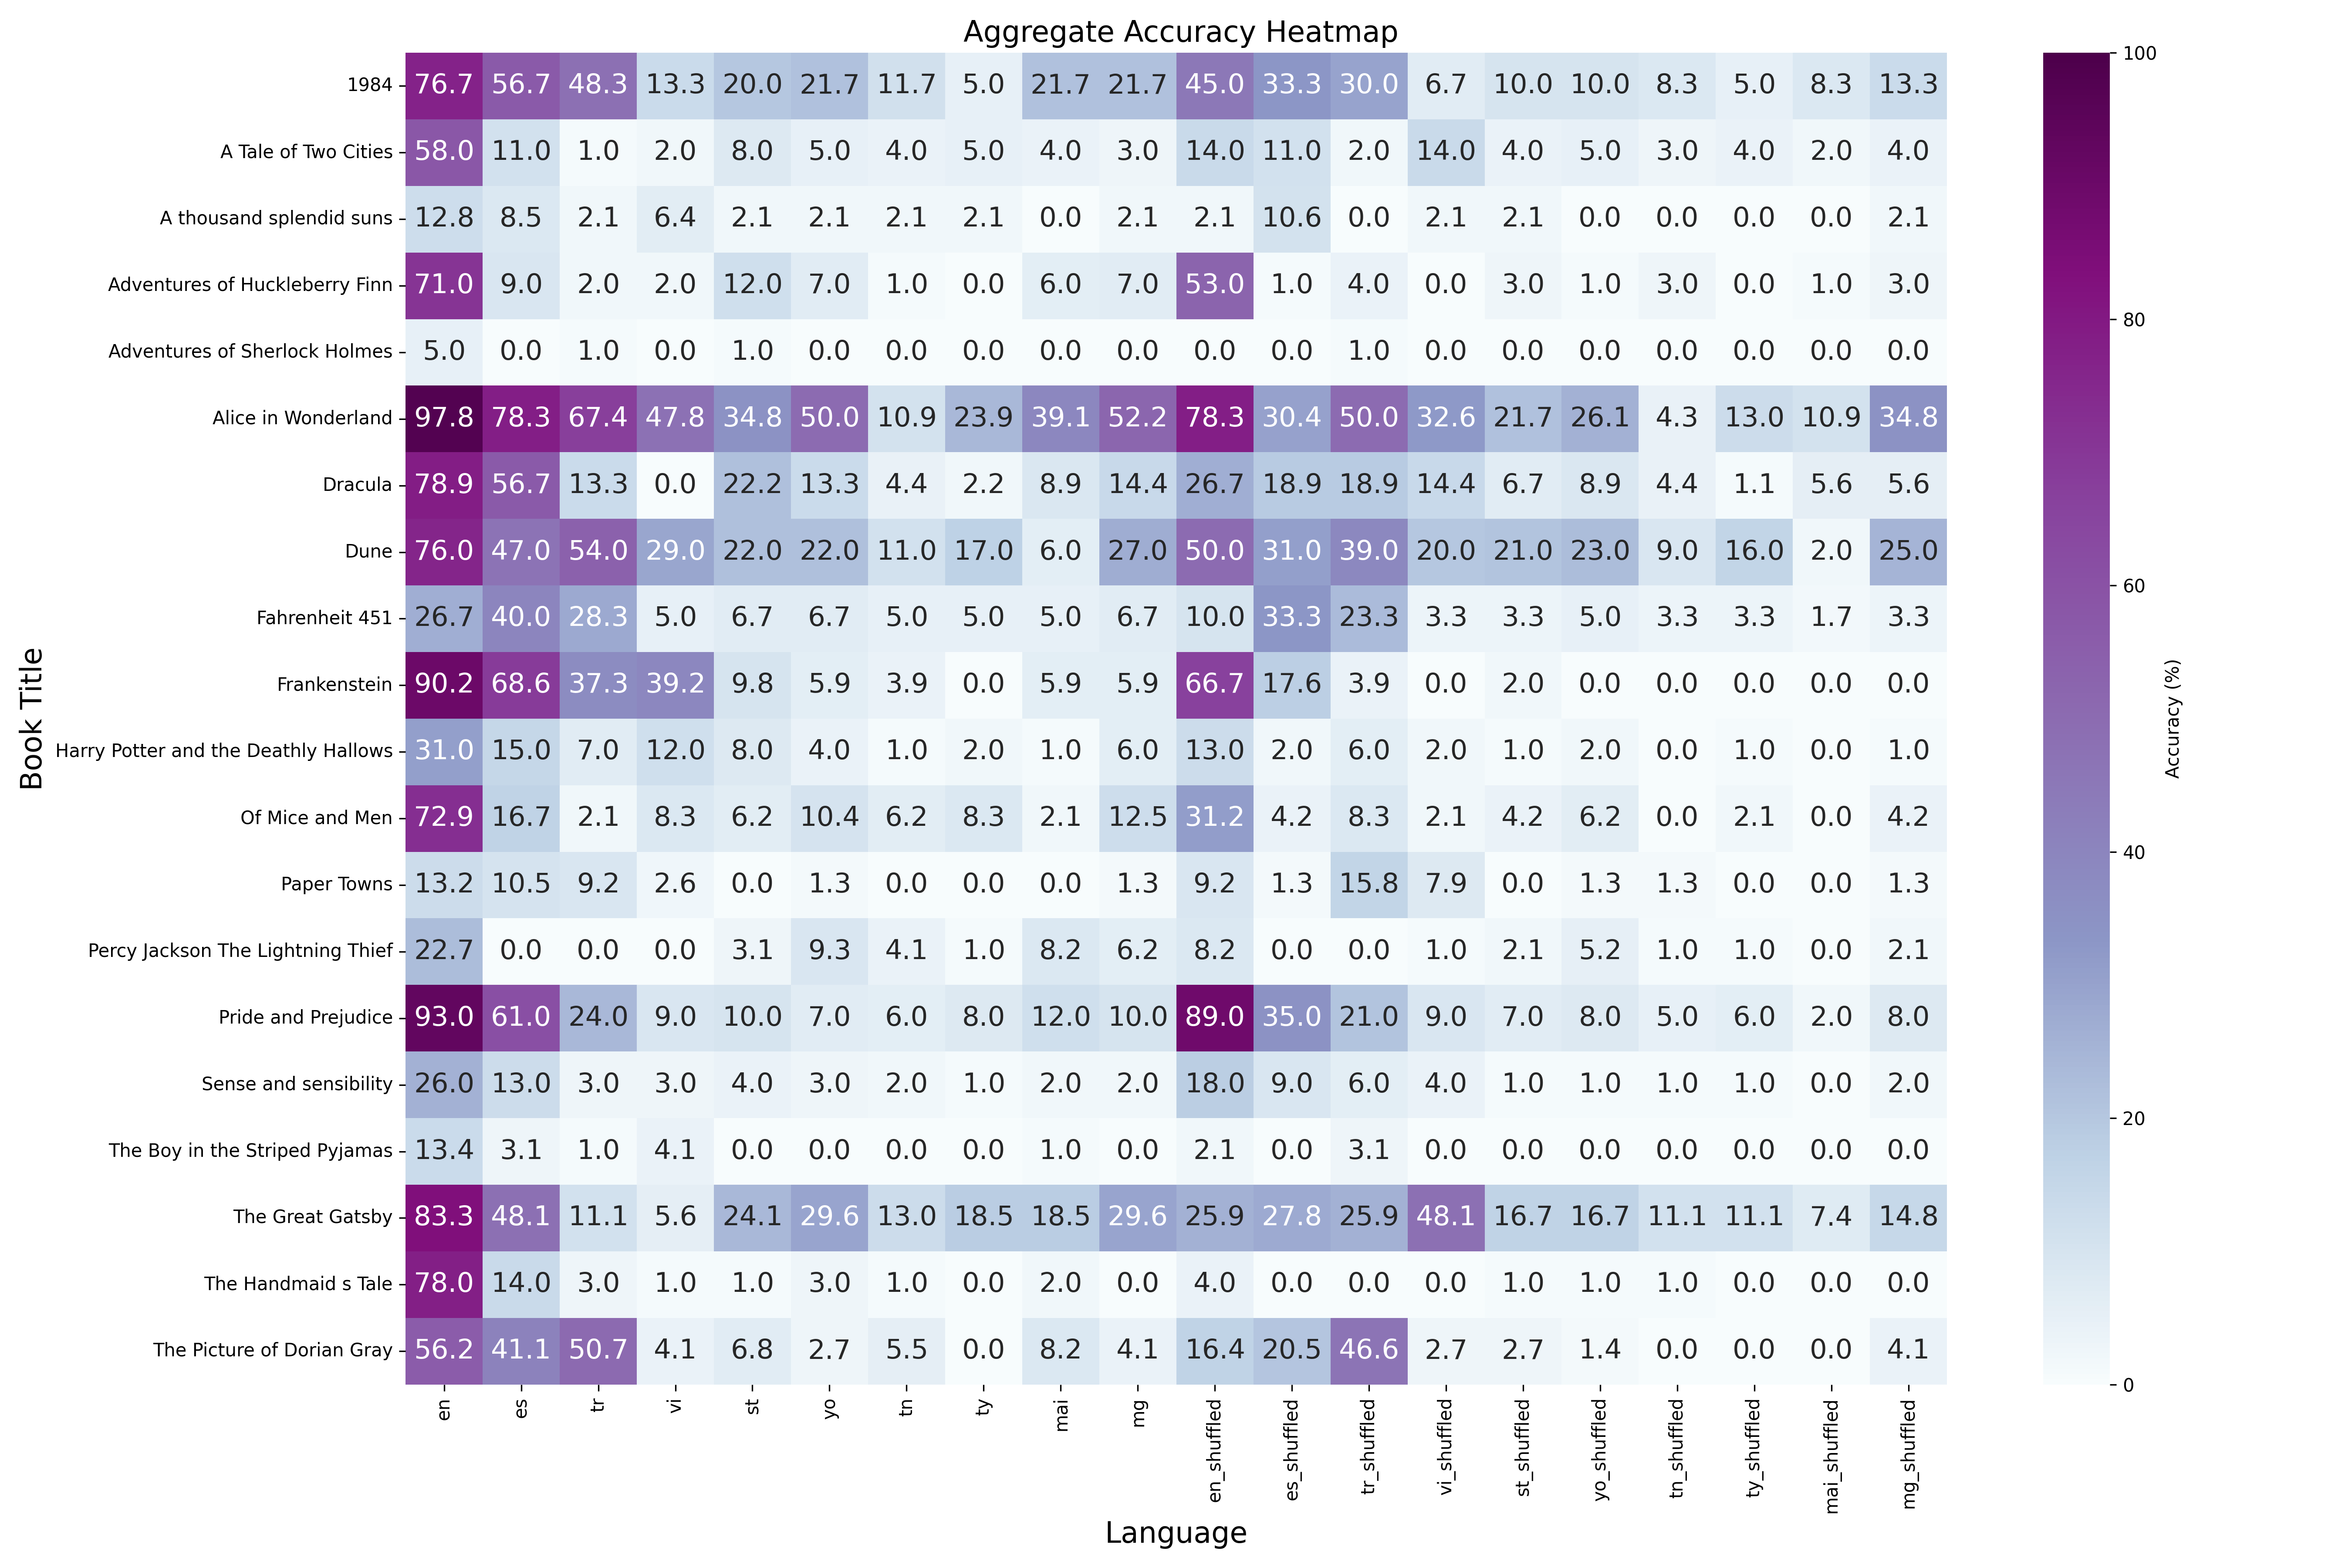 Aggregate Accuracy Heatmap
1984 76.7 56.7 48.3 13.3 20.0 21.7 11.7 5.0 21.7 21.7 45.0 33.3 30.0 6.7 10.0 10.0 8.3 5.0 8.3 13.3
A Tale of Two Cities 58.0 11.0 1.0 2.0 8.0 5.0 4.0 5.0 4.0 3.0 14.0 11.0 2.0 14.0 4.0 5.0 3.0 4.0 2.0 4.0
A thousand splendid suns 12.8 8.5 2.1 6.4 2.1 2.1 2.1 2.1 0.0 2.1 2.1 10.6 0.0 2.1 2.1 0.0 0.0 0.0 0.0 2.1
Adventures of Huckleberry Finn 71.0 9.0 2.0 2.0 12.0 7.0 1.0 0.0 6.0 7.0 53.0 1.0 4.0 0.0 3.0 1.0 3.0 0.0 1.0 3.0
Adventures of Sherlock Holmes 5.0 0.0 1.0 0.0 1.0 0.0 0.0 0.0 0.0 0.0 0.0 0.0 1.0 0.0 0.0 0.0 0.0 0.0 0.0 0.0
Alice in Wonderland 97.8 78.3 67.4 47.8 34.8 50.0 10.9 23.9 39.1 52.2 78.3 30.4 50.0 32.6 21.7 26.1 4.3 13.0 10.9 34.8
Dracula 78.9 56.7 13.3 0.0 22.2 13.3 4.4 2.2 8.9 14.4 26.7 18.9 18.9 14.4 6.7 8.9 4.4 1.1 5.6 5.6
Dune 76.0 47.0 54.0 29.0 22.0 22.0 11.0 17.0 6.0 27.0 50.0 31.0 39.0 20.0 21.0 23.0 9.0 16.0 2.0 25.0
Fahrenheit 451 26.7 40.0 28.3 5.0 6.7 6.7 5.0 5.0 5.0 6.7 10.0 33.3 23.3 3.3 3.3 5.0 3.3 3.3 1.7 3.3
Frankenstein 90.2 68.6 37.3 39.2 9.8 5.9 3.9 0.0 5.9 5.9 66.7 17.6 3.9 0.0 2.0 0.0 0.0 0.0 0.0 0.0
Harry Potter and the Deathly Hallows 31.0 15.0 7.0 12.0 8.0 4.0 1.0 2.0 1.0 6.0 13.0 2.0 6.0 2.0 1.0 2.0 0.0 1.0 0.0 1.0
Of Mice and Men 72.9 16.7 2.1 8.3 6.2 10.4 6.2 8.3 2.1 12.5 31.2 4.2 8.3 2.1 4.2 6.2 0.0 2.1 0.0 4.2
Paper Towns 13.2 10.5 9.2 2.6 0.0 1.3 0.0 0.0 0.0 1.3 9.2 1.3 15.8 7.9 0.0 1.3 1.3 0.0 0.0 1.3
Percy Jackson The Lightning Thief 22.7 0.0 0.0 0.0 3.1 9.3 4.1 1.0 8.2 6.2 8.2 0.0 0.0 1.0 2.1 5.2 1.0 1.0 0.0 2.1
Pride and Prejudice 93.0 61.0 24.0 9.0 10.0 7.0 6.0 8.0 12.0 10.0 89.0 35.0 21.0 9.0 7.0 8.0 5.0 6.0 2.0 8.0
Sense and sensibility 26.0 13.0 3.0 3.0 4.0 3.0 2.0 1.0 2.0 2.0 18.0 9.0 6.0 4.0 1.0 1.0 1.0 1.0 0.0 2.0
The Boy in the Striped Pyjamas 13.4 3.1 1.0 4.1 0.0 0.0 0.0 0.0 1.0 0.0 2.1 0.0 3.1 0.0 0.0 0.0 0.0 0.0 0.0 0.0
The Great Gatsby 83.3 48.1 11.1 5.6 24.1 29.6 13.0 18.5 18.5 29.6 25.9 27.8 25.9 48.1 16.7 16.7 11.1 11.1 7.4 14.8
The Handmaid s Tale 78.0 14.0 3.0 1.0 1.0 3.0 1.0 0.0 2.0 0.0 4.0 0.0 0.0 0.0 1.0 1.0 1.0 0.0 0.0 0.0
The Picture of Dorian Gray 56.2 41.1 50.7 4.1 6.8 2.7 5.5 0.0 8.2 4.1 16.4 20.5 46.6 2.7 2.7 1.4 0.0 0.0 0.0 4.1
en es tr vi st yo tn ty mai mg en_shuffled es_shuffled tr_shuffled vi_shuffled st_shuffled yo_shuffled tn_shuffled ty_shuffled mai_shuffled mg_shuffled
Language
Book Title
100
80
60
40
20
0
Accuracy (%)